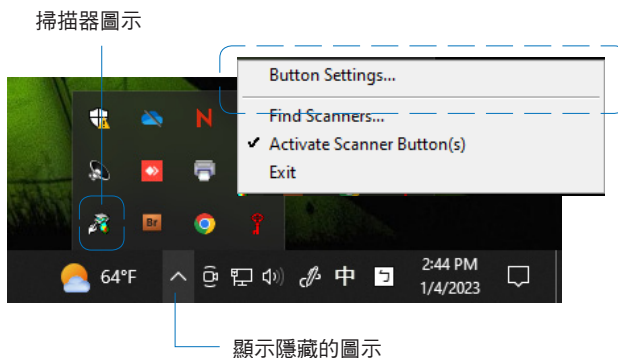 掃描器圖示
Button Settings...
Find Scanners...
✔ Activate Scanner Button(s)
Exit
N
Br
64°F
中
ㄅ
2:44 PM
1/4/2023
顯示隱藏的圖示